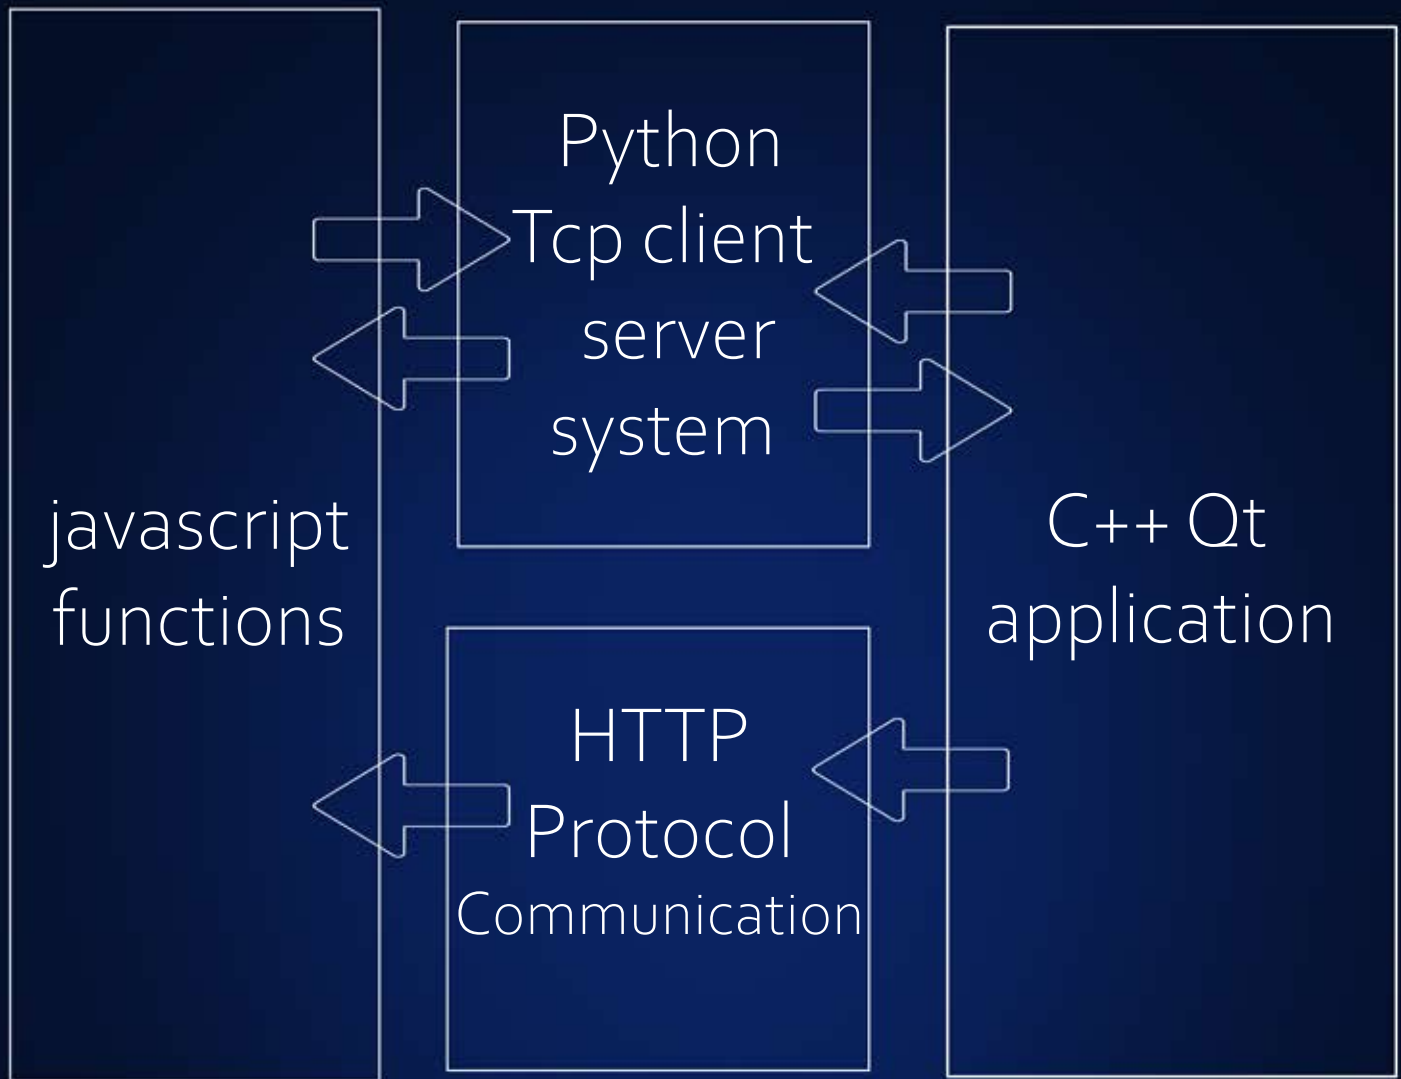 javascript
functions
Python
Tcp client
server
system
HTTP
Protocol
Communication
C++ Qt
application